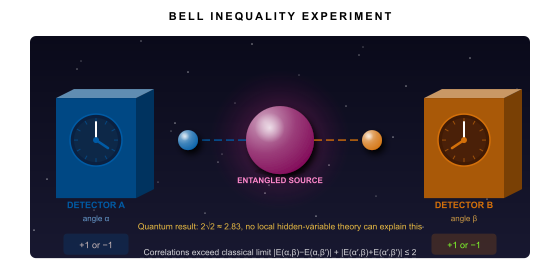 BELL INEQUALITY EXPERIMENT
ENTANGLED SOURCE
DETECTOR A
angle α
DETECTOR B
angle β
Quantum result: 2√2 ≈ 2.83, no local hidden-variable theory can explain this
+1 or −1
+1 or −1
Correlations exceed classical limit |E(α,β)−E(α,β′)| + |E(α′,β)+E(α′,β′)| ≤ 2